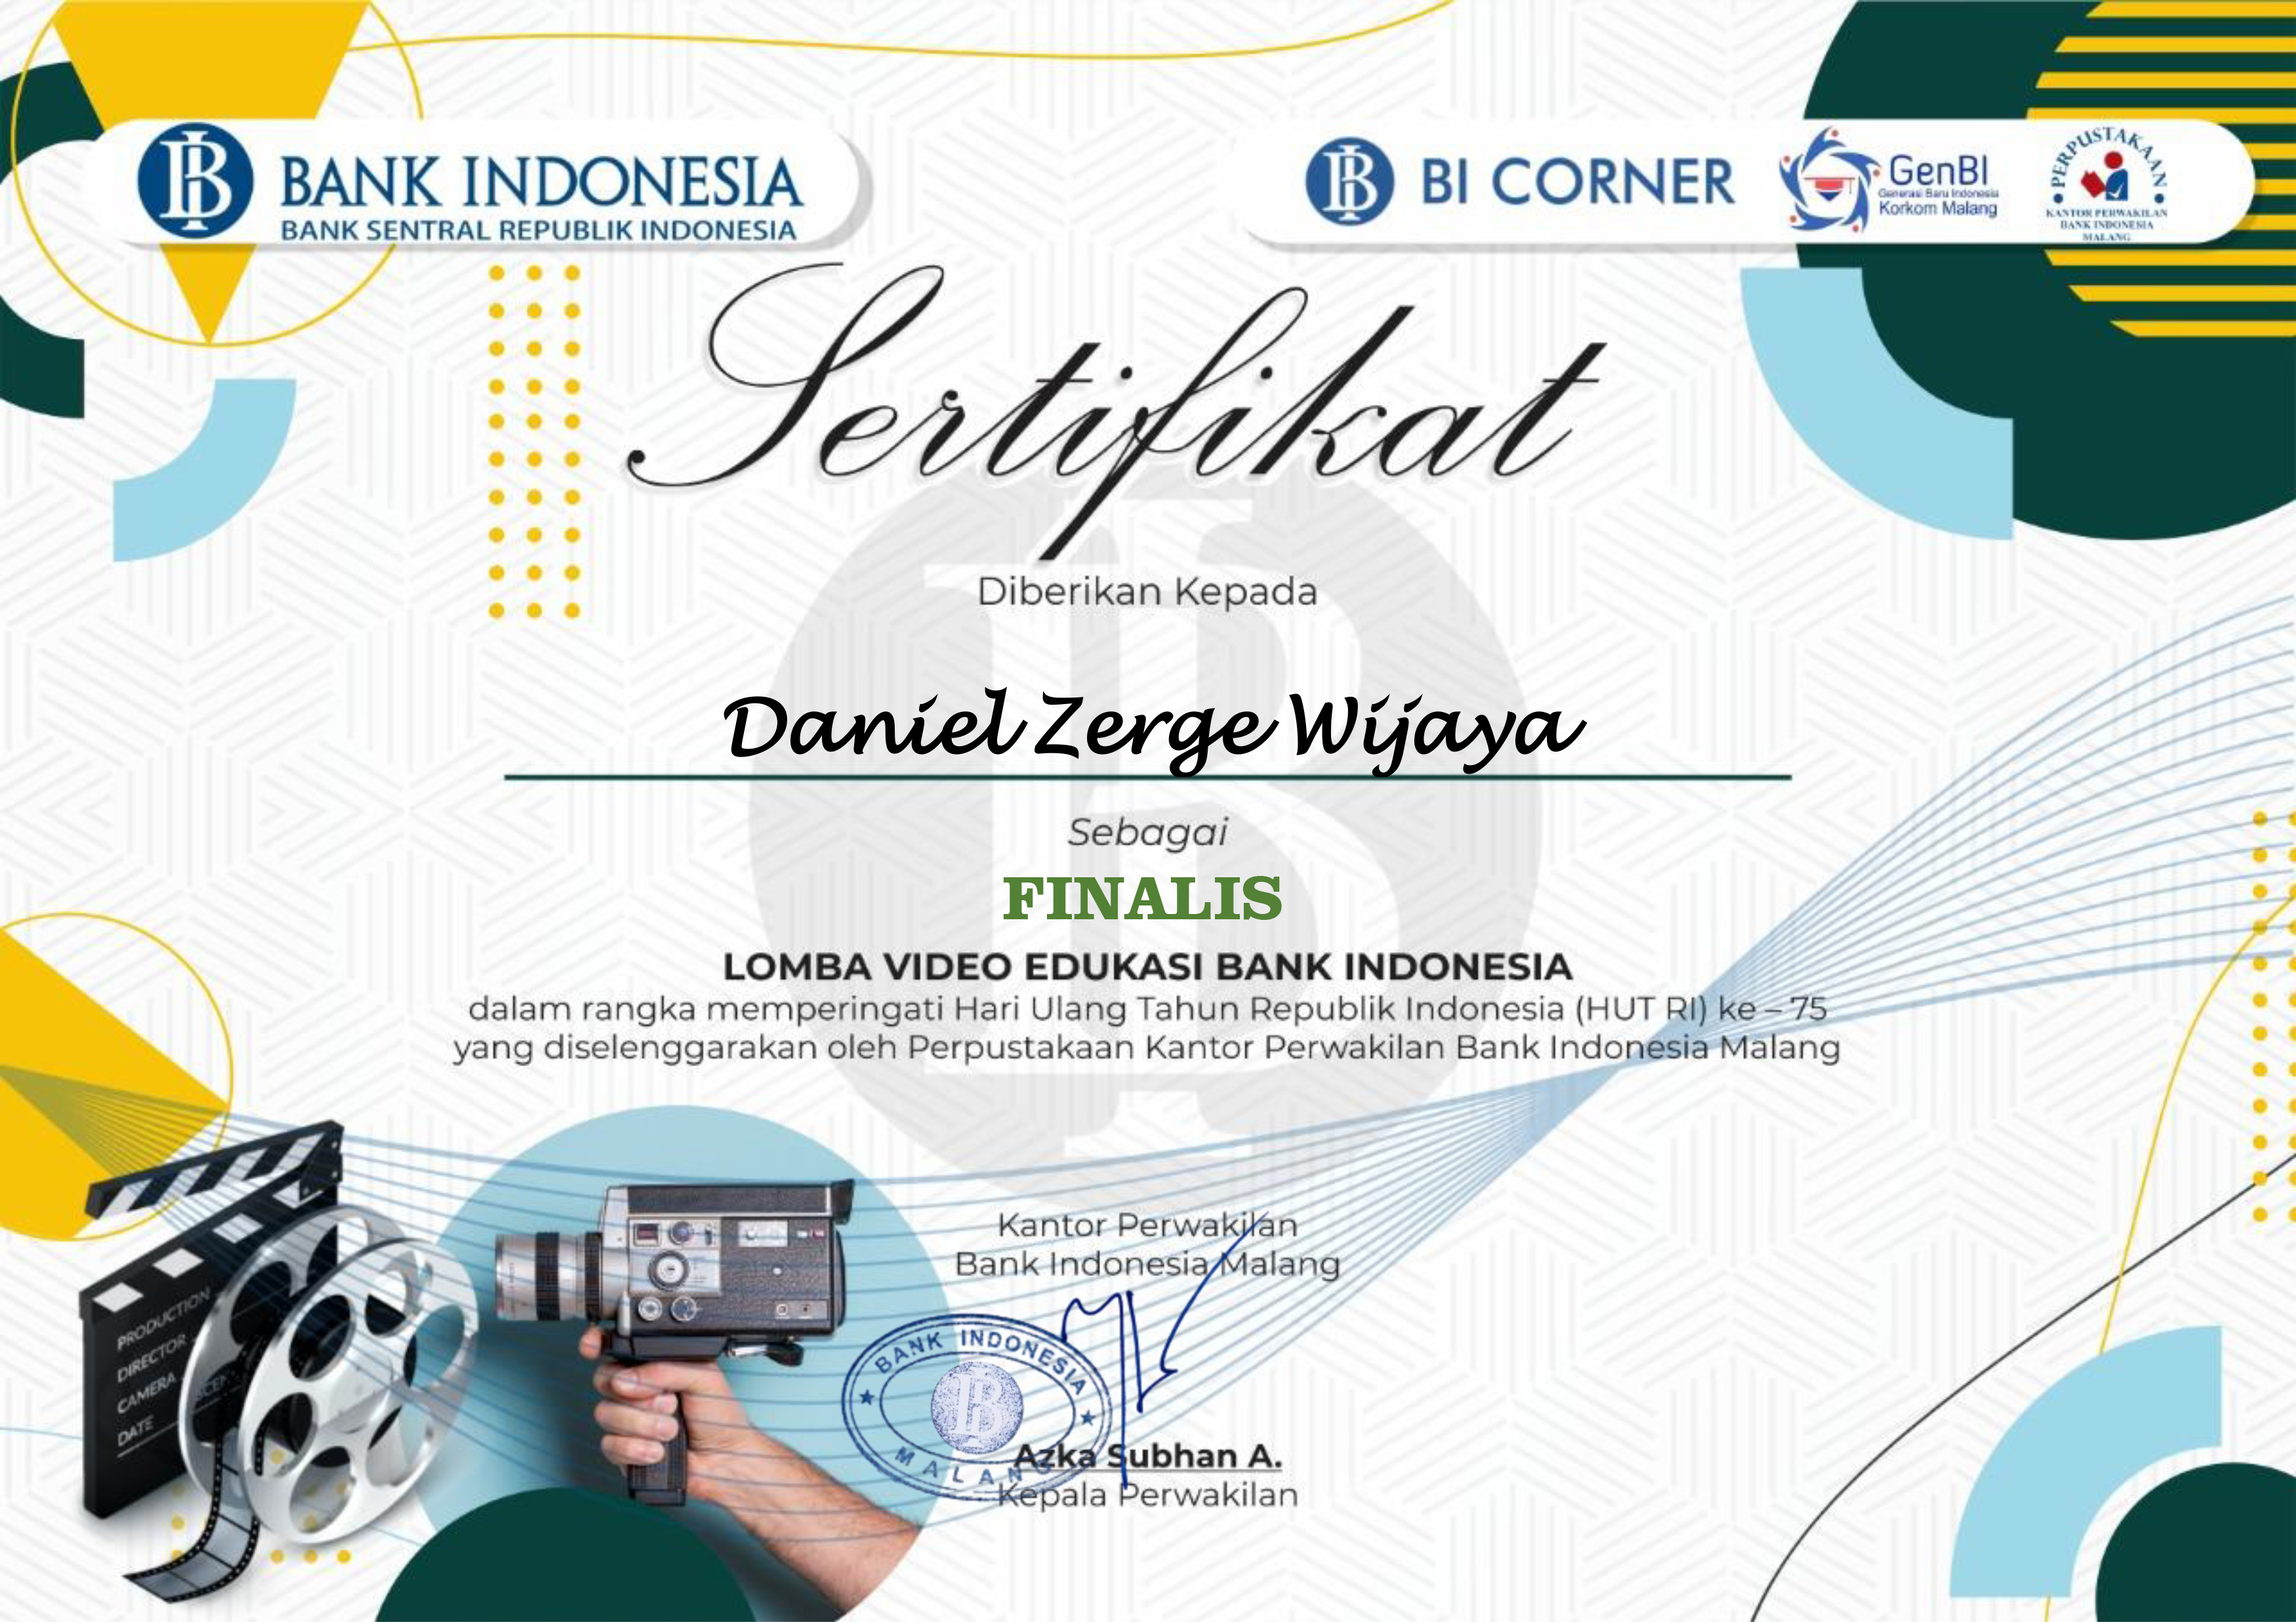 BANK INDONESIA
BANK SENTRAL REPUBLIK INDONESIA
BI CORNER
GenBI
Generasi Baru Indonesia
Korkom Malang
PERPUSTAKAAN
KANTOR PERWAKILAN
BANK INDONESIA
MALANG
Sertifikat
Diberikan Kepada
Daniel Zerge Wijaya
Sebagai
FINALIS
LOMBA VIDEO EDUKASI BANK INDONESIA
dalam rangka memperingati Hari Ulang Tahun Republik Indonesia (HUT RI) ke – 75
yang diselenggarakan oleh Perpustakaan Kantor Perwakilan Bank Indonesia Malang
PRODUCTION
DIRECTOR
CAMERA
DATE
Kantor Perwakilan
Bank Indonesia Malang
BANK INDONESIA
MALANG
Azka Subhan A.
Kepala Perwakilan